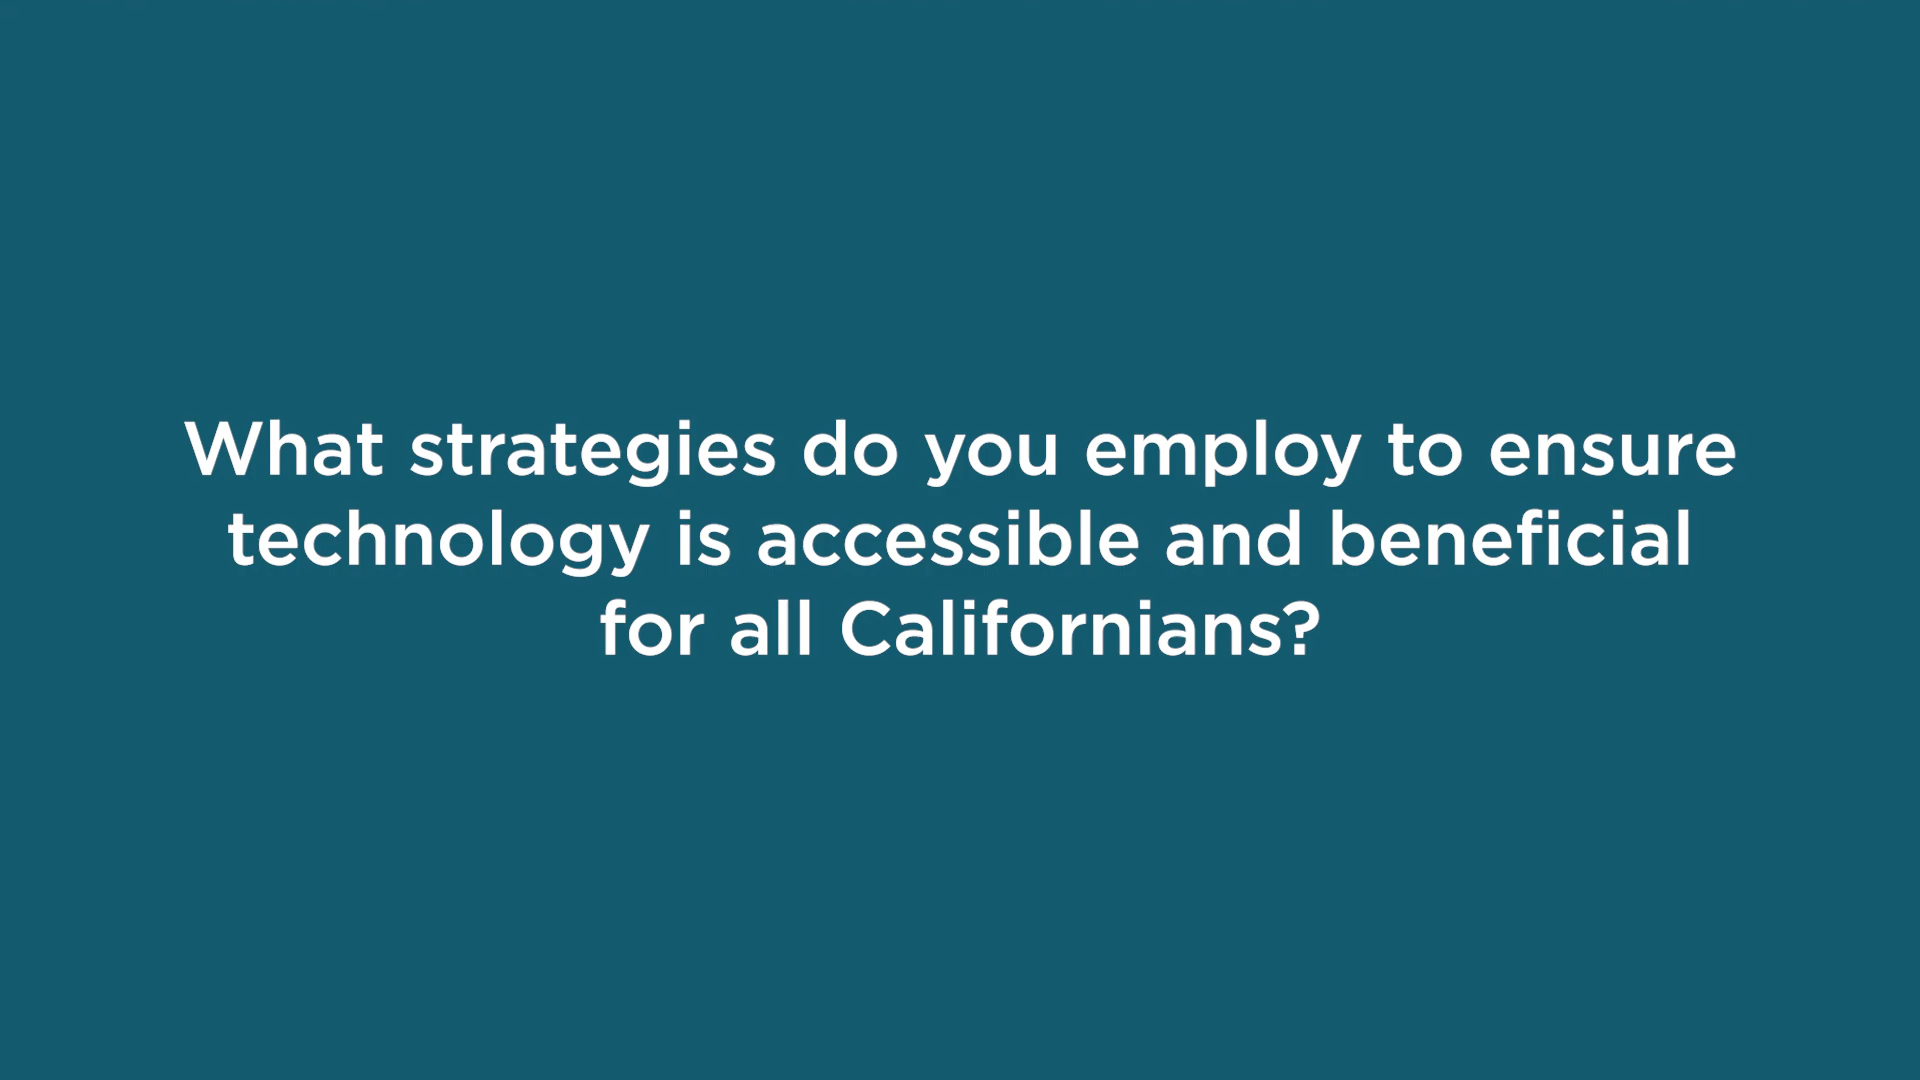 What strategies do you employ to ensure
technology is accessible and beneficial
for all Californians?